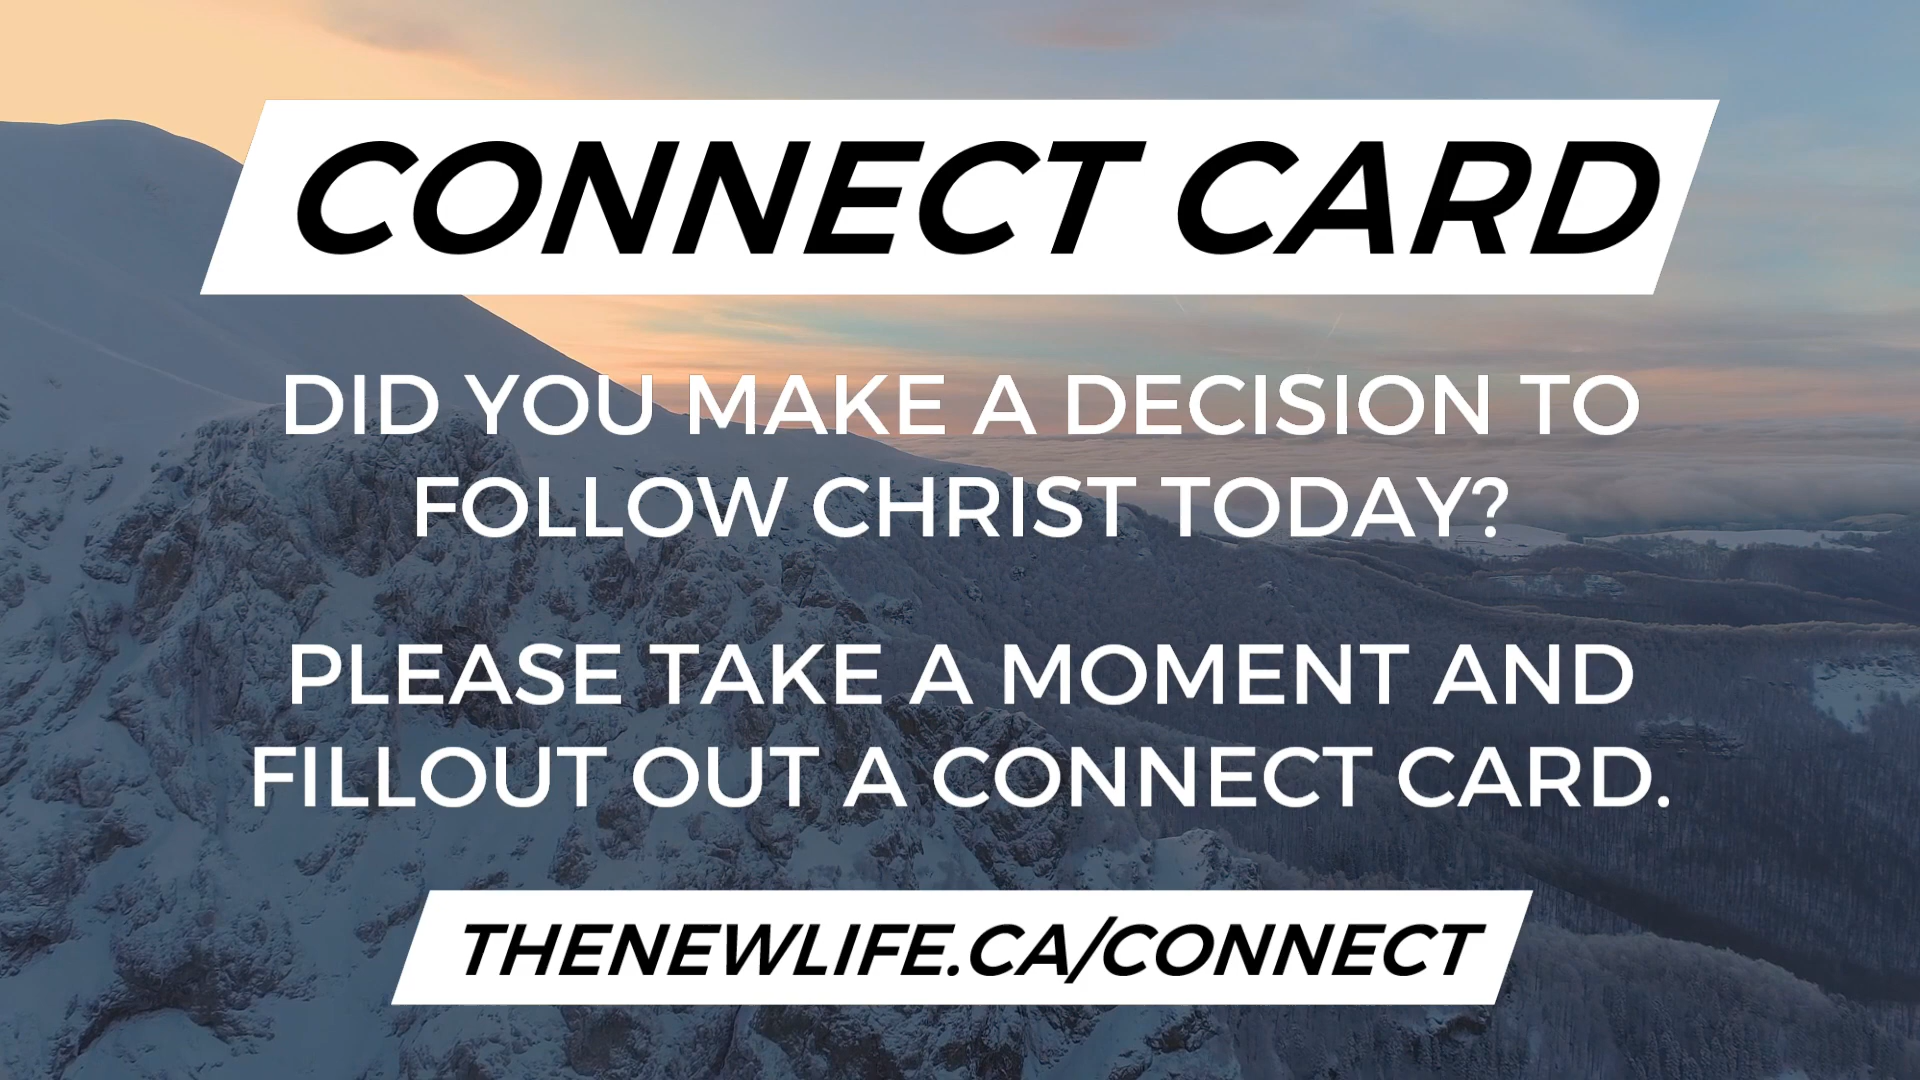 CONNECT CARD
DID YOU MAKE A DECISION TO
FOLLOW CHRIST TODAY?
PLEASE TAKE A MOMENT AND
FILLOUT OUT A CONNECT CARD.
THENEWLIFE.CA/CONNECT